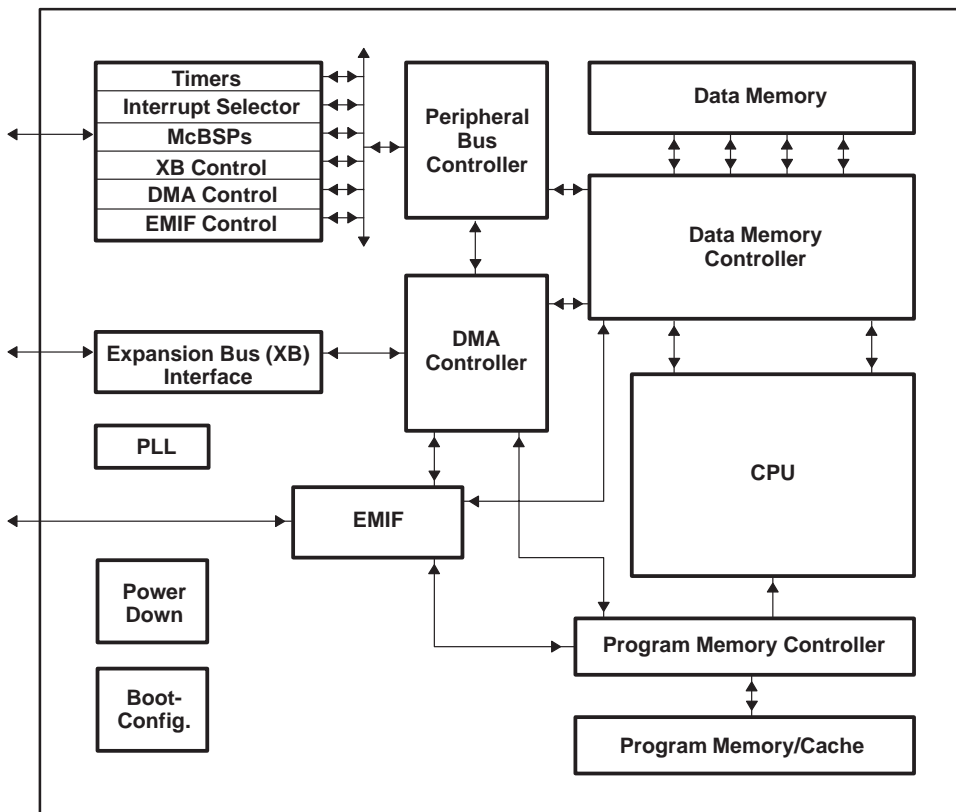 Timers
Interrupt Selector
McBSPs
XB Control
DMA Control
EMIF Control
Peripheral
Bus
Controller
Data Memory
Data Memory
Controller
Expansion Bus (XB)
Interface
DMA
Controller
PLL
EMIF
CPU
Power
Down
Program Memory Controller
Boot-
Config.
Program Memory/Cache